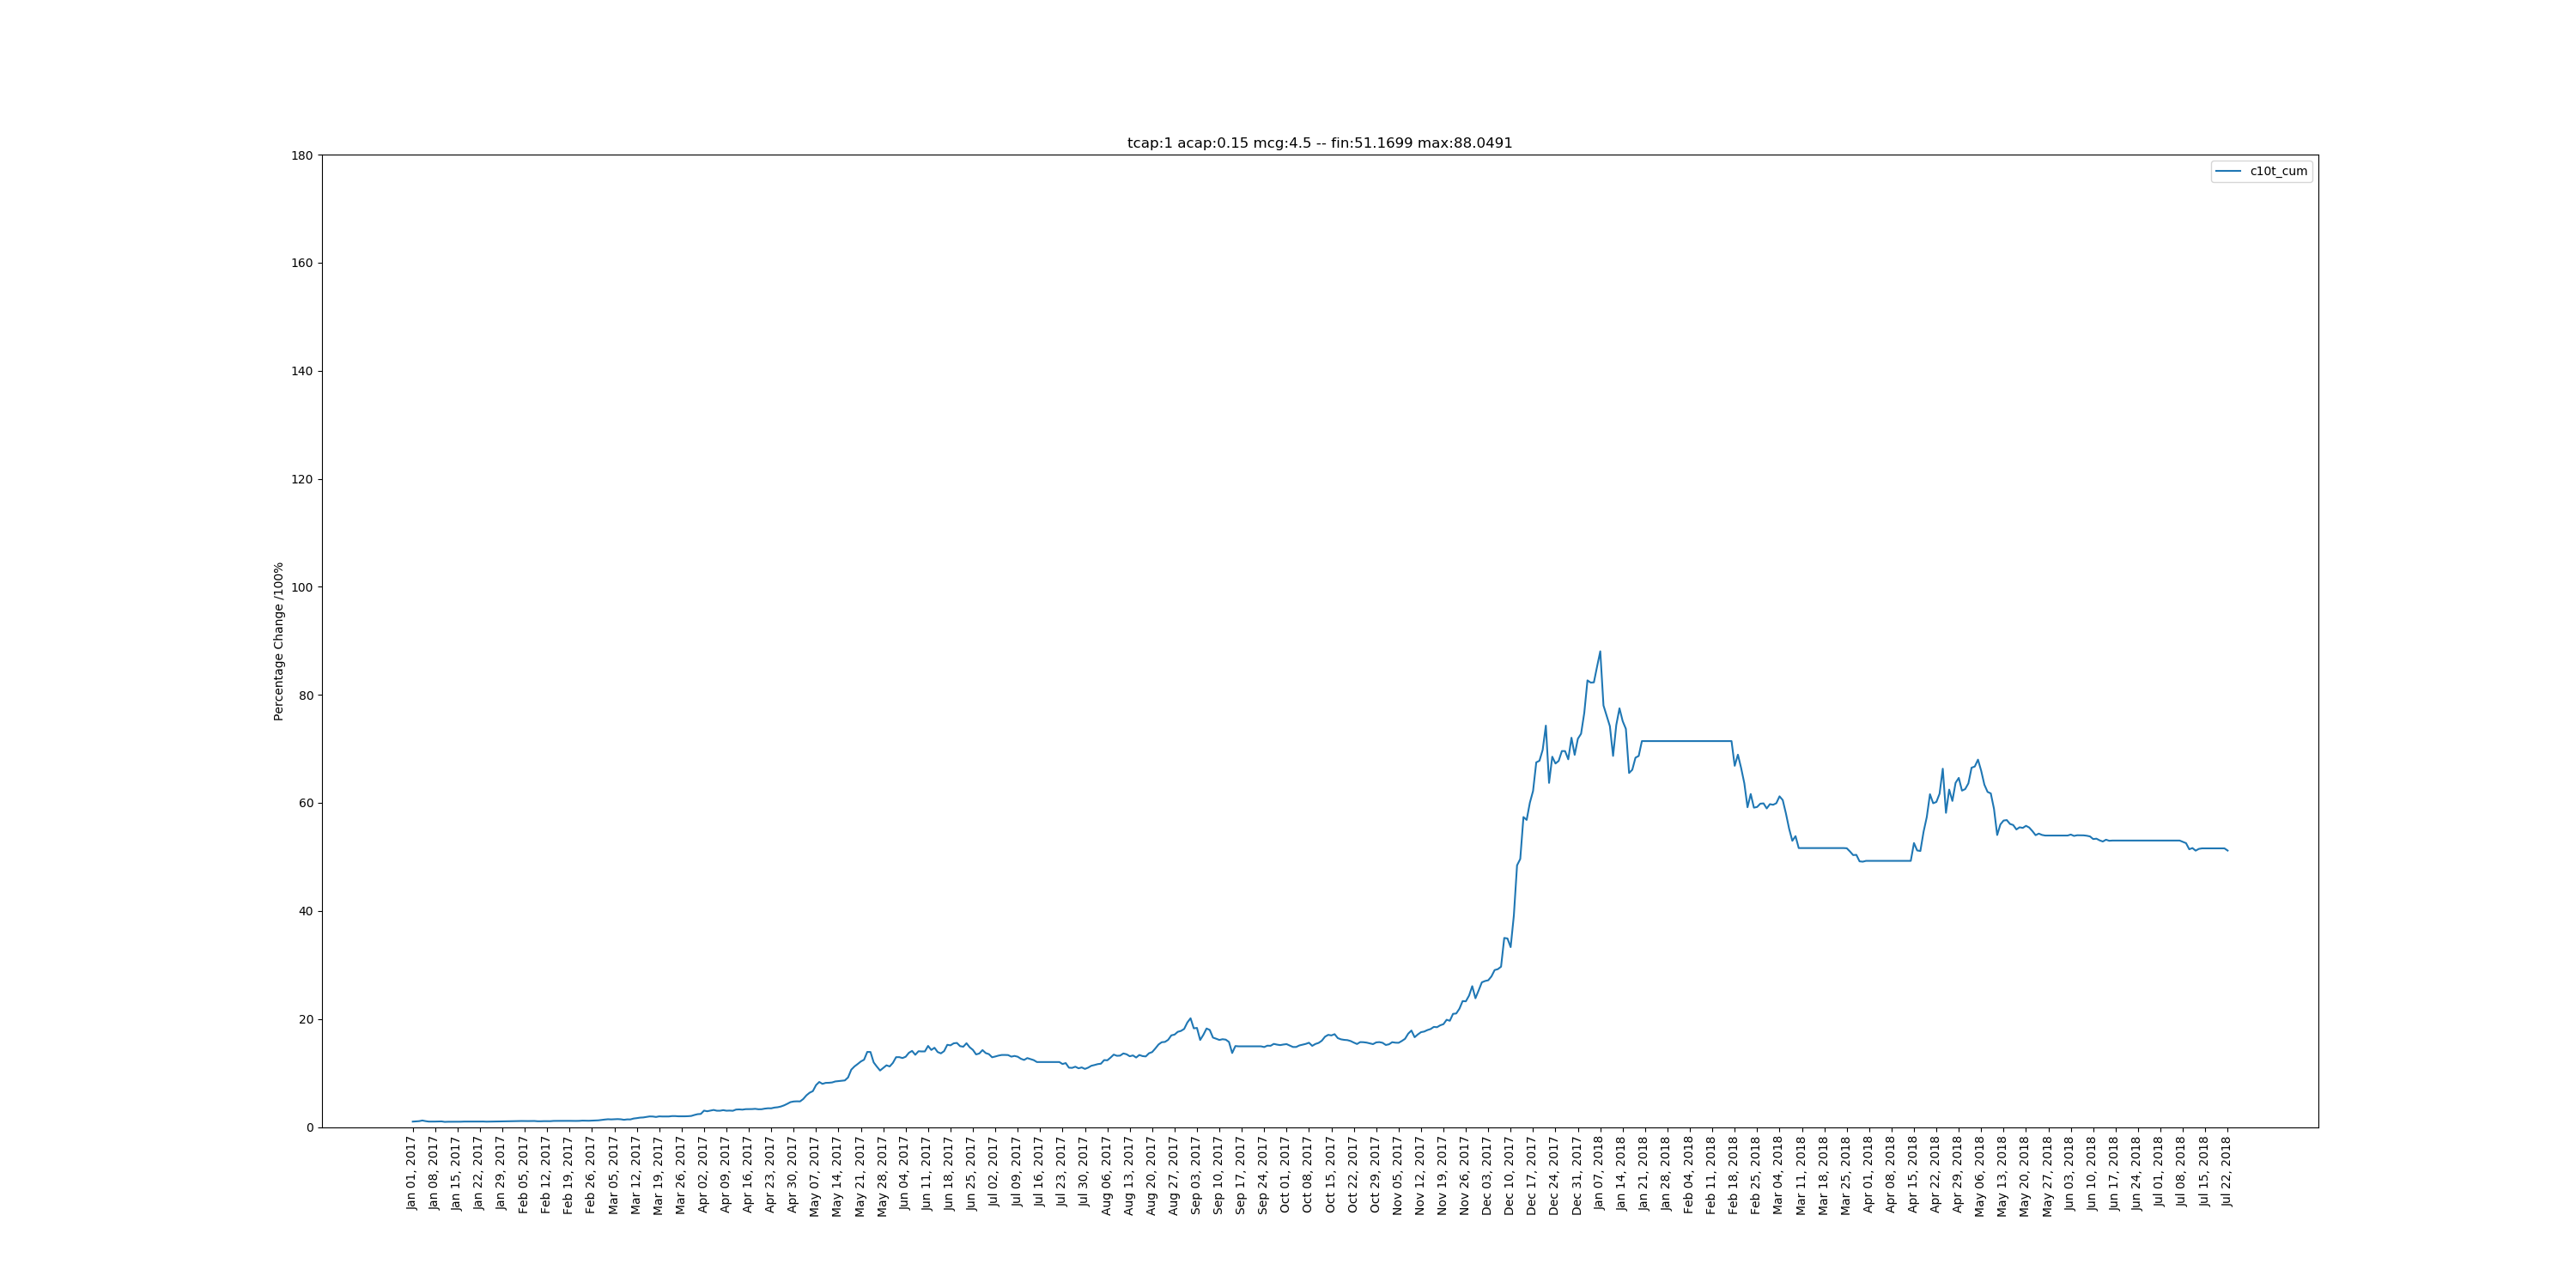 tcap:1 acap:0.15 mcg:4.5 -- fin:51.1699 max:88.0491
c10t_cum
Percentage Change /100%
180
160
140
120
100
80
60
40
20
0
Jan 01, 2017
Jan 08, 2017
Jan 15, 2017
Jan 22, 2017
Jan 29, 2017
Feb 05, 2017
Feb 12, 2017
Feb 19, 2017
Feb 26, 2017
Mar 05, 2017
Mar 12, 2017
Mar 19, 2017
Mar 26, 2017
Apr 02, 2017
Apr 09, 2017
Apr 16, 2017
Apr 23, 2017
Apr 30, 2017
May 07, 2017
May 14, 2017
May 21, 2017
May 28, 2017
Jun 04, 2017
Jun 11, 2017
Jun 18, 2017
Jun 25, 2017
Jul 02, 2017
Jul 09, 2017
Jul 16, 2017
Jul 23, 2017
Jul 30, 2017
Aug 06, 2017
Aug 13, 2017
Aug 20, 2017
Aug 27, 2017
Sep 03, 2017
Sep 10, 2017
Sep 17, 2017
Sep 24, 2017
Oct 01, 2017
Oct 08, 2017
Oct 15, 2017
Oct 22, 2017
Oct 29, 2017
Nov 05, 2017
Nov 12, 2017
Nov 19, 2017
Nov 26, 2017
Dec 03, 2017
Dec 10, 2017
Dec 17, 2017
Dec 24, 2017
Dec 31, 2017
Jan 07, 2018
Jan 14, 2018
Jan 21, 2018
Jan 28, 2018
Feb 04, 2018
Feb 11, 2018
Feb 18, 2018
Feb 25, 2018
Mar 04, 2018
Mar 11, 2018
Mar 18, 2018
Mar 25, 2018
Apr 01, 2018
Apr 08, 2018
Apr 15, 2018
Apr 22, 2018
Apr 29, 2018
May 06, 2018
May 13, 2018
May 20, 2018
May 27, 2018
Jun 03, 2018
Jun 10, 2018
Jun 17, 2018
Jun 24, 2018
Jul 01, 2018
Jul 08, 2018
Jul 15, 2018
Jul 22, 2018